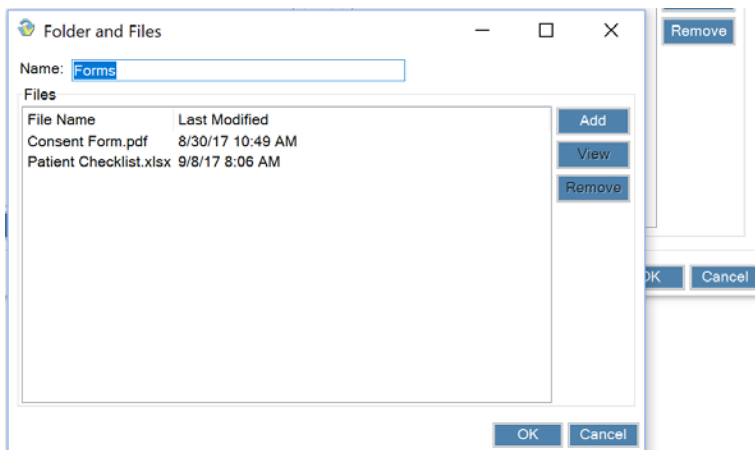 Folder and Files
Remove
Name: Forms
Files
File Name Last Modified
Add
Consent Form.pdf 8/30/17 10:49 AM
View
Patient Checklist.xlsx 9/8/17 8:06 AM
Remove
Cancel
OK Cancel